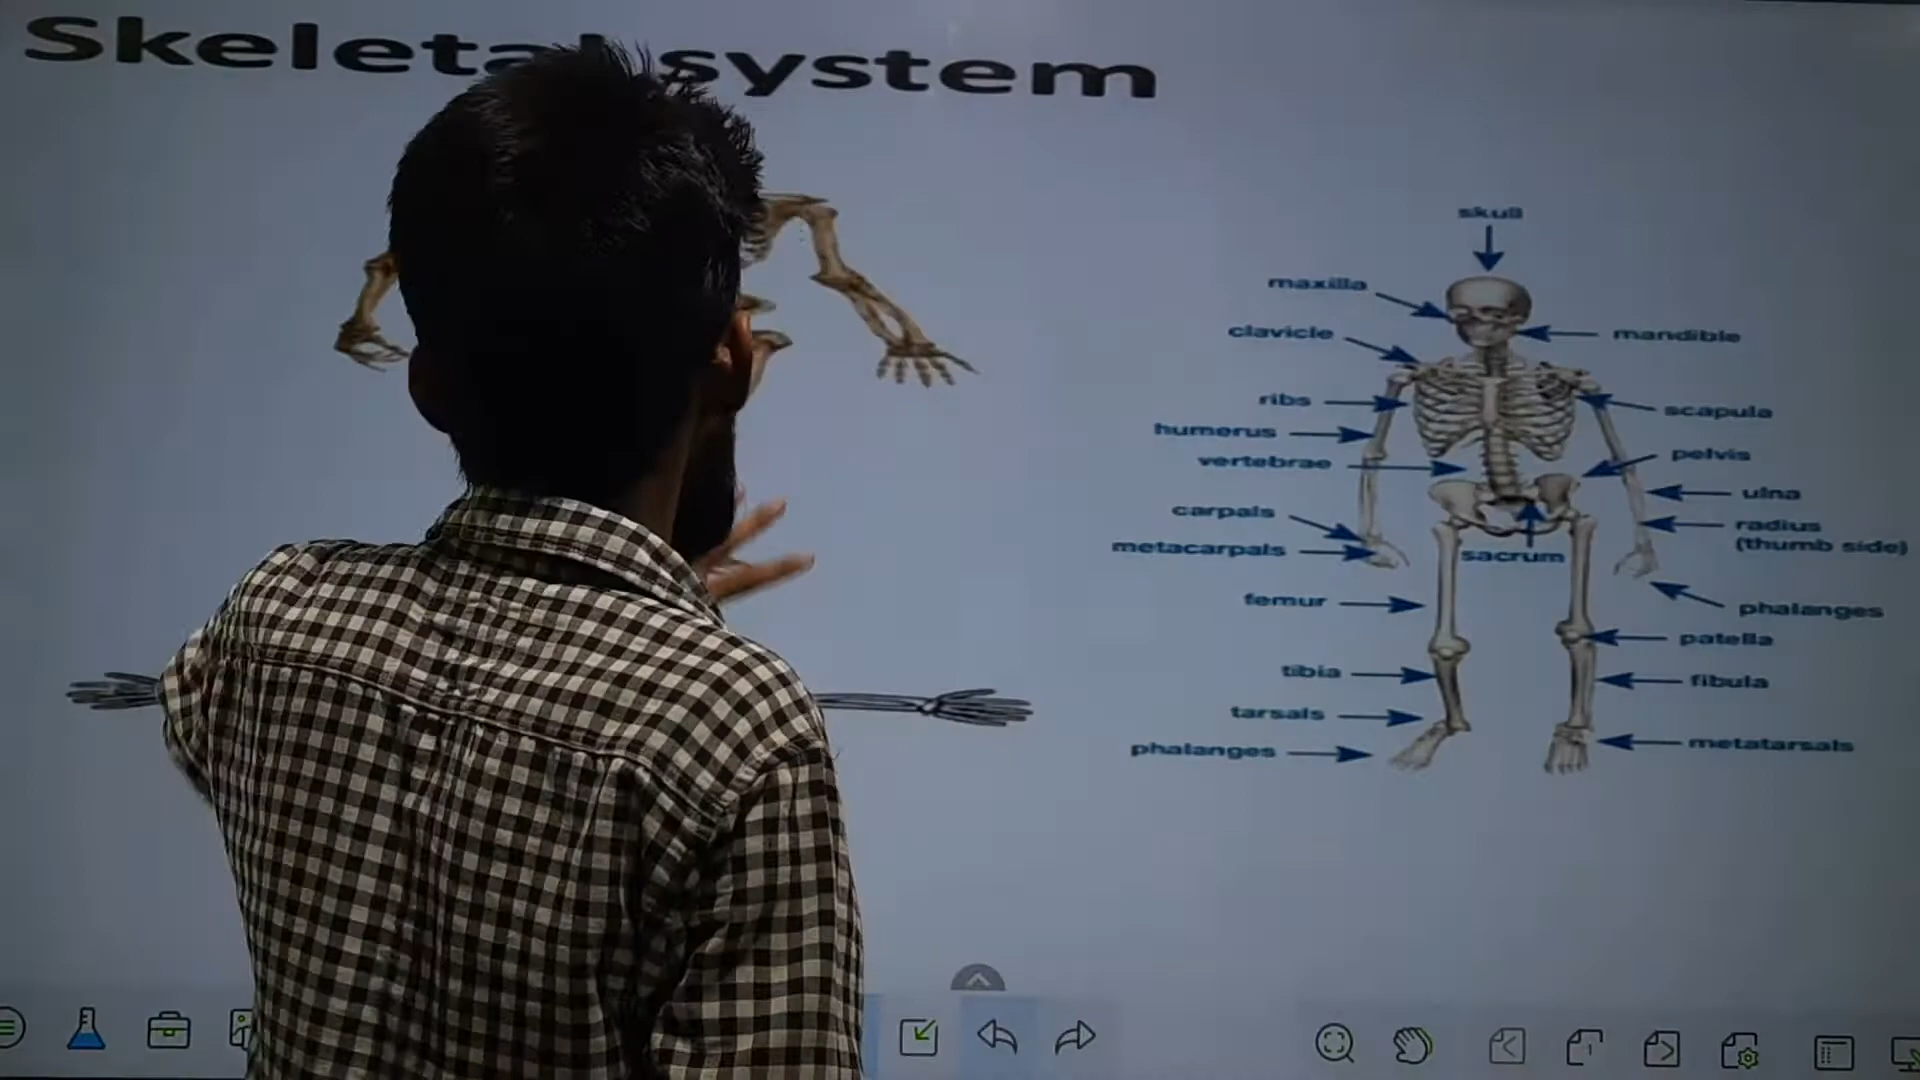 Skeletal system
skull
maxilla
mandible
clavicle
ribs
scapula
humerus
pelvis
vertebrae
ulna
carpals
radius
(thumb side)
metacarpals
sacrum
femur
phalanges
patella
tibia
fibula
tarsals
metatarsals
phalanges
1